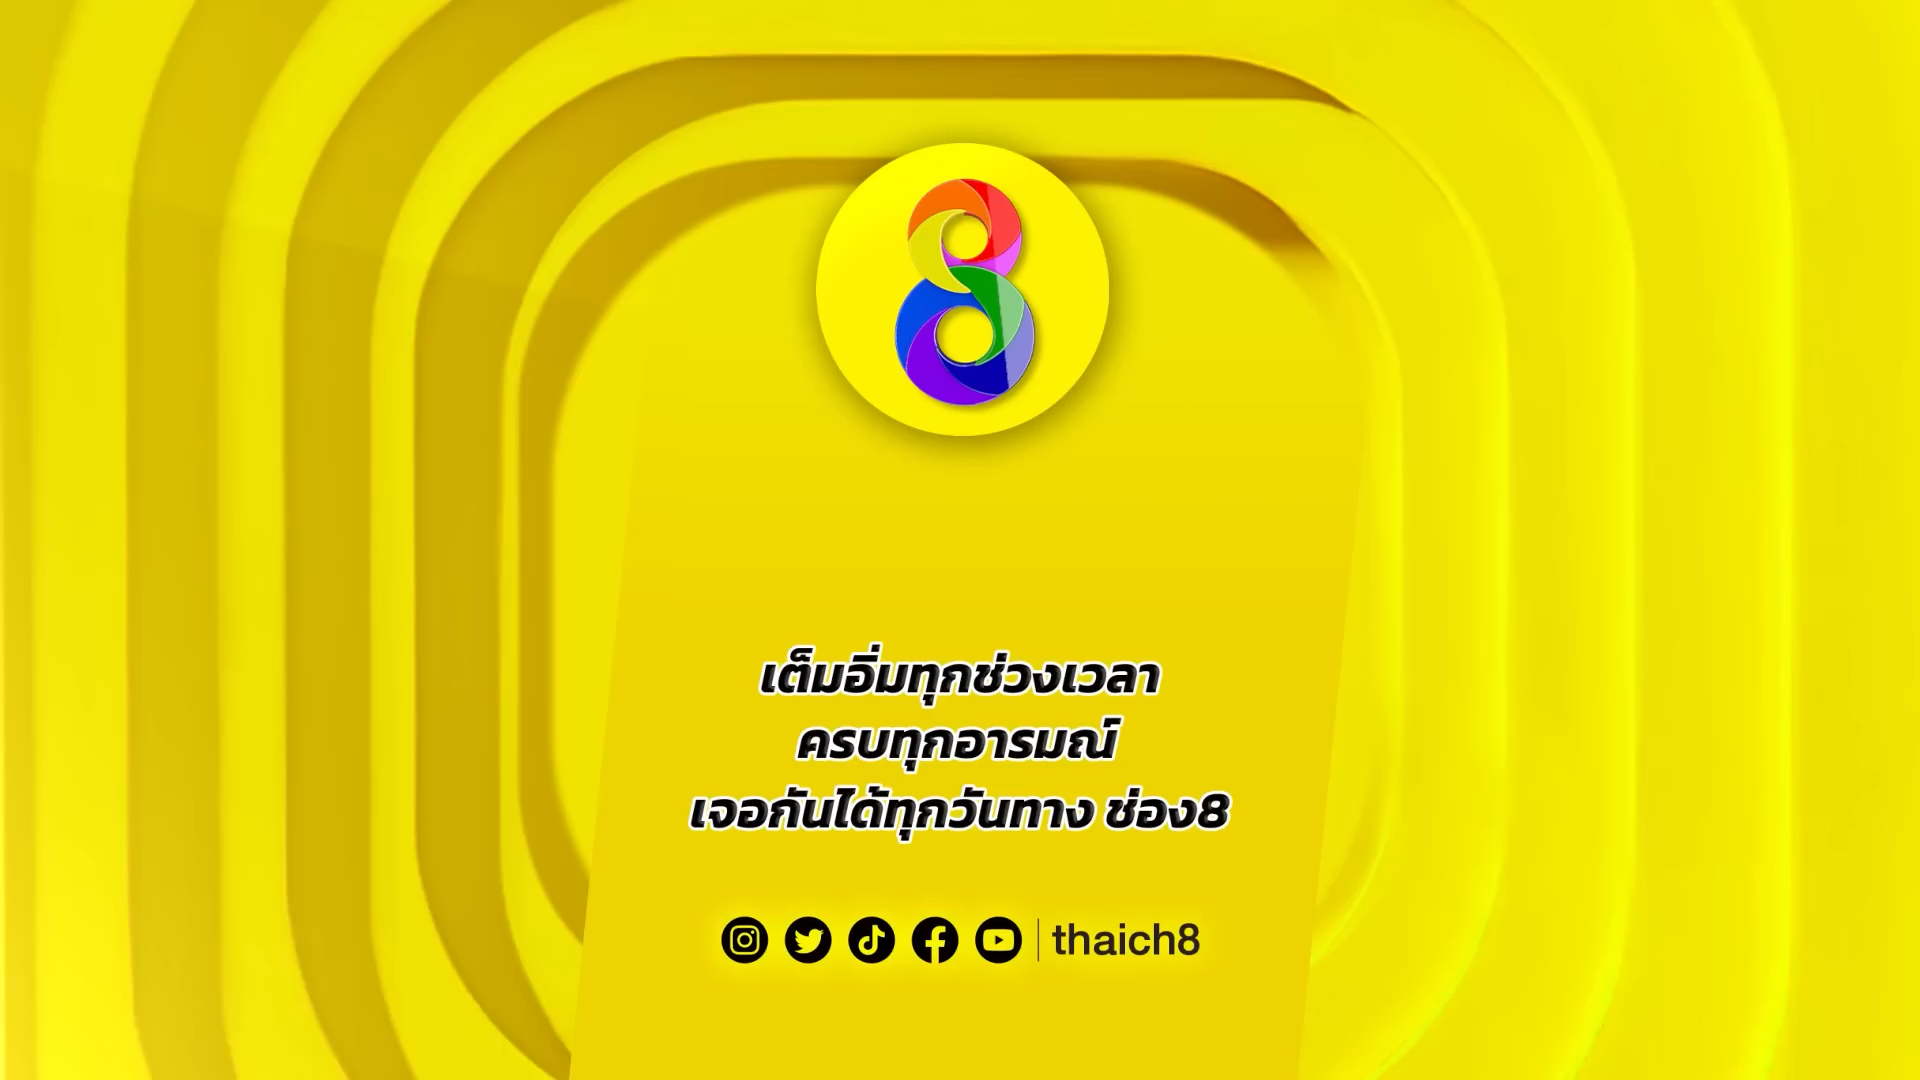 8
เต็มอิ่มทุกช่วงเวลา
ครบทุกอารมณ์
เจอกันได้ทุกวันทาง ช่อง8
thaich8